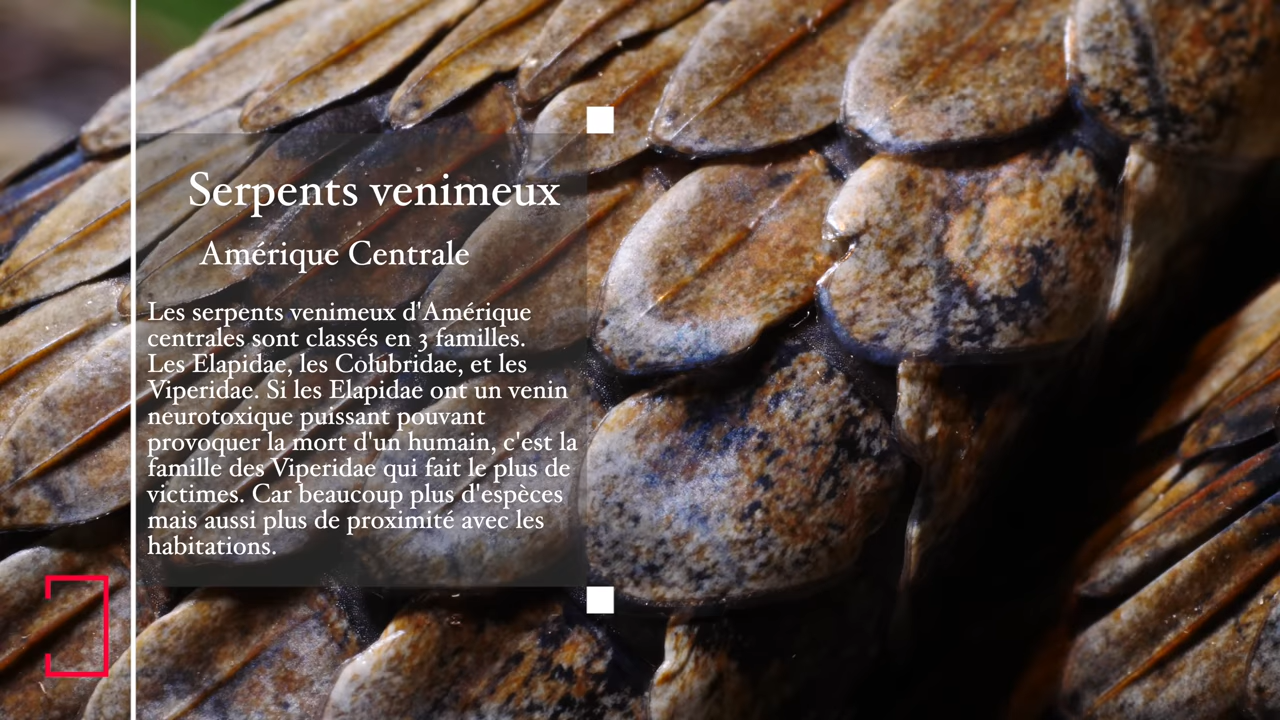 Serpents venimeux
Amérique Centrale
Les serpents venimeux d'Amérique
centrales sont classés en 3 familles.
Les Elapidae, les Colubridae, et les
Viperidae. Si les Elapidae ont un venin
neurotoxique puissant pouvant
provoquer la mort d'un humain, c'est la
famille des Viperidae qui fait le plus de
victimes. Car beaucoup plus d'espèces
mais aussi plus de proximité avec les
habitations.